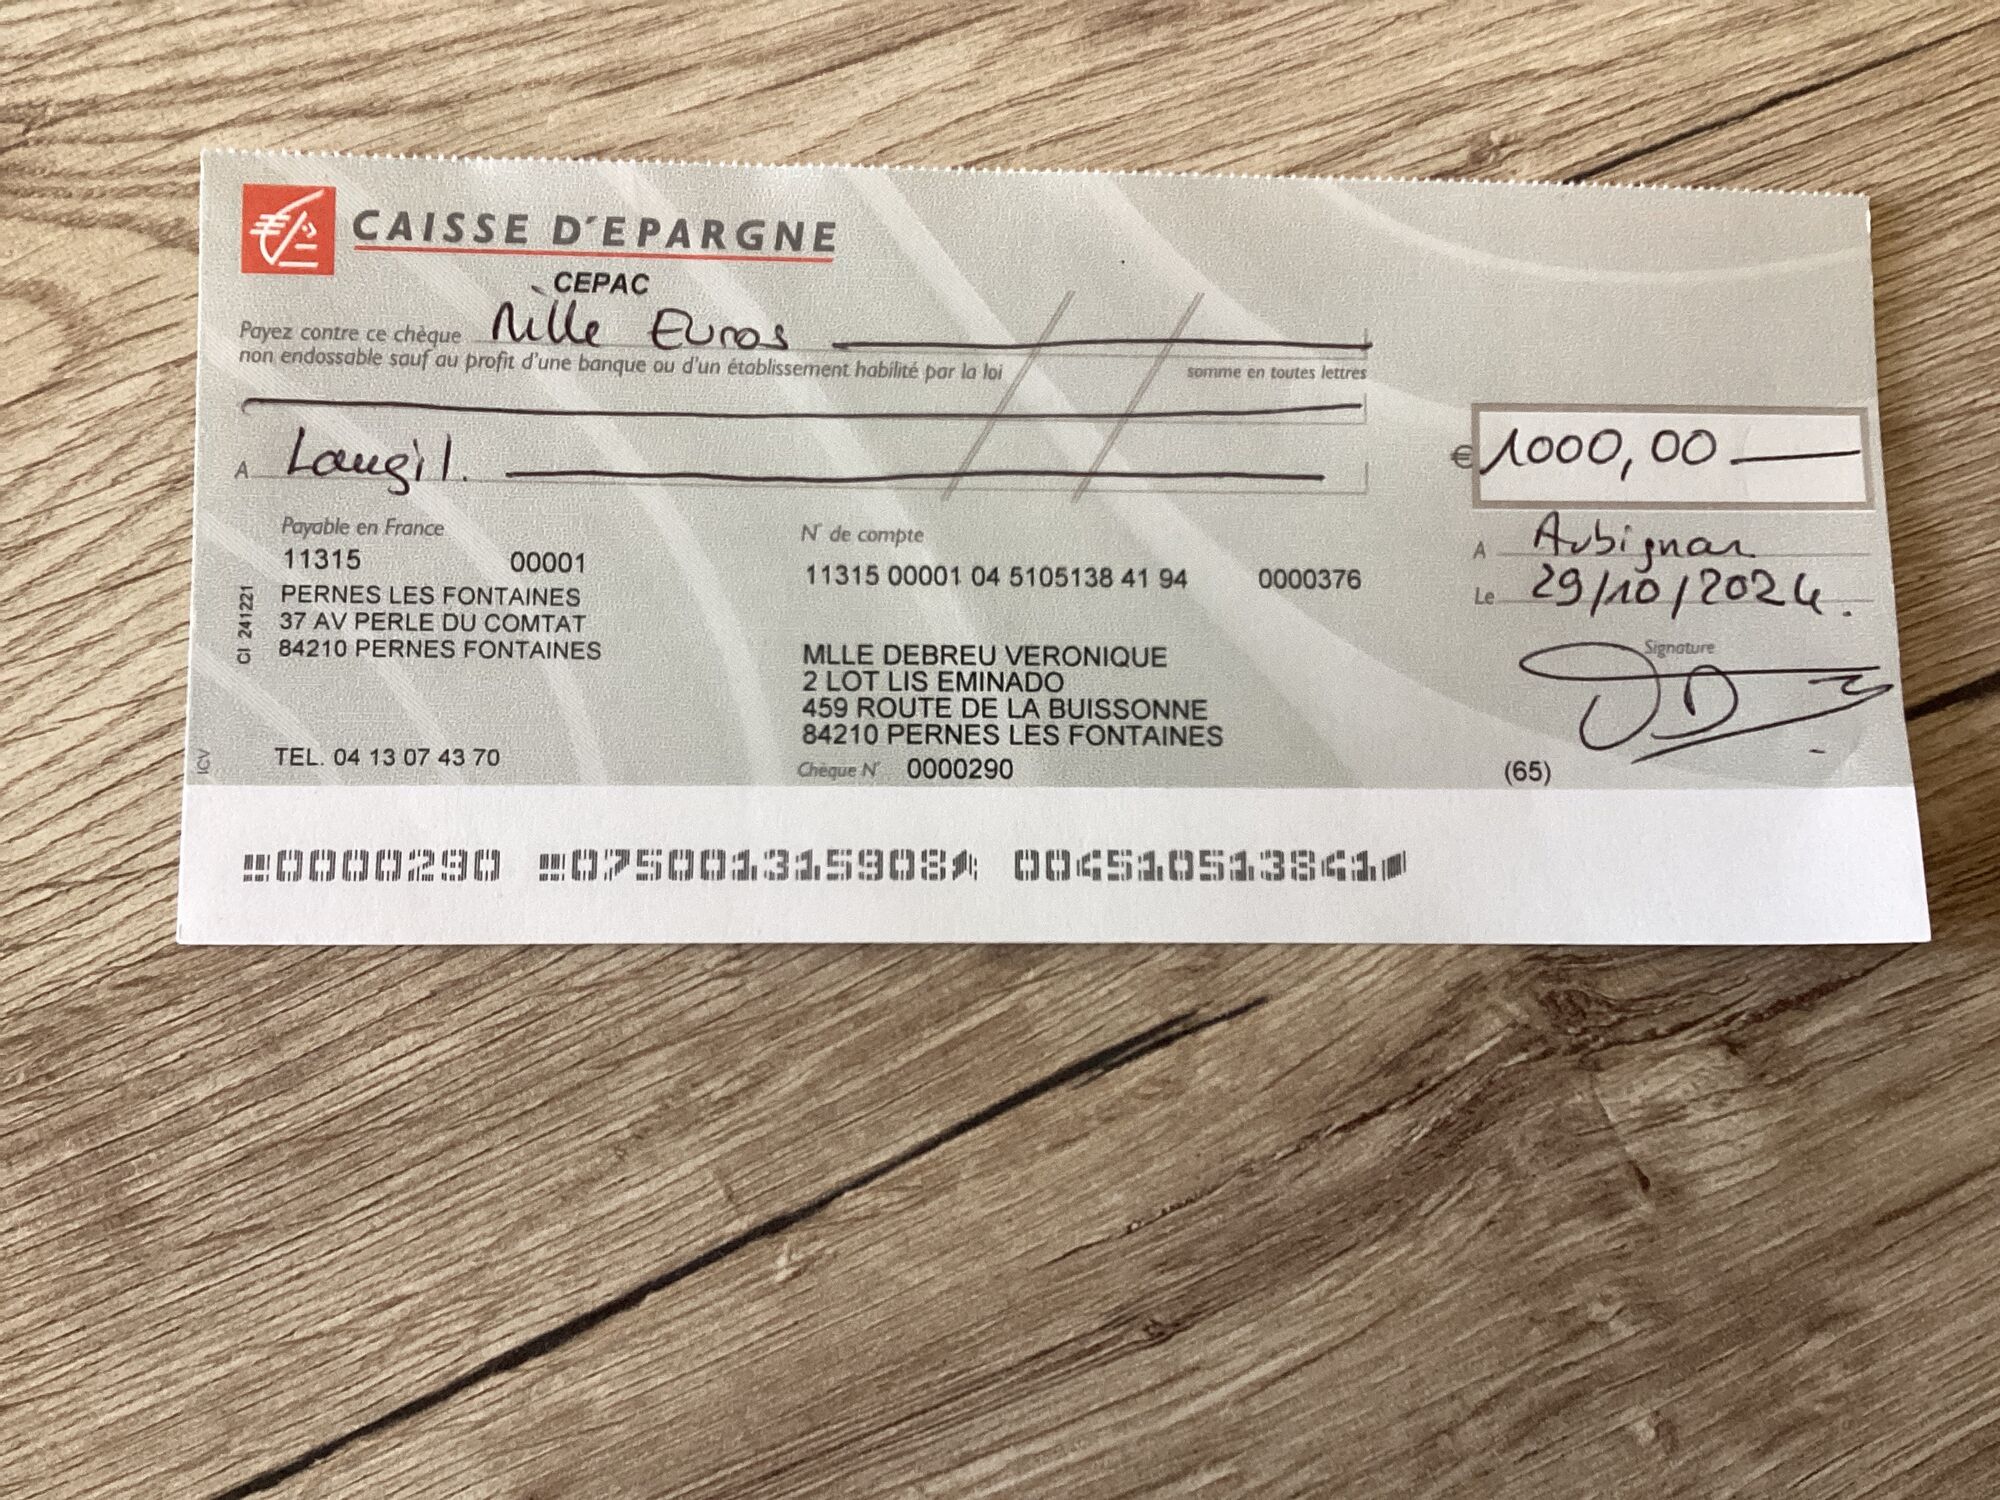 CAISSE D'EPARGNE
CEPAC
Payez contre ce chèque Mille Euros
non endossable sauf au profit d'une banque ou d'un établissement habilité par la loi
somme en toutes lettres
A Laugil.
€ 1000,00
Payable en France
11315 00001
PERNES LES FONTAINES
37 AV PERLE DU COMTAT
84210 PERNES FONTAINES
TEL. 04 13 07 43 70
CI 241221
ICV
N° de compte
11315 00001 04 5105138 41 94 0000376
MLLE DEBREU VERONIQUE
2 LOT LIS EMINADO
459 ROUTE DE LA BUISSONNE
84210 PERNES LES FONTAINES
Chèque N° 0000290
A Aubignan
Le 29/10/2024.
Signature
(65)
0000290 075001315908 004510513841